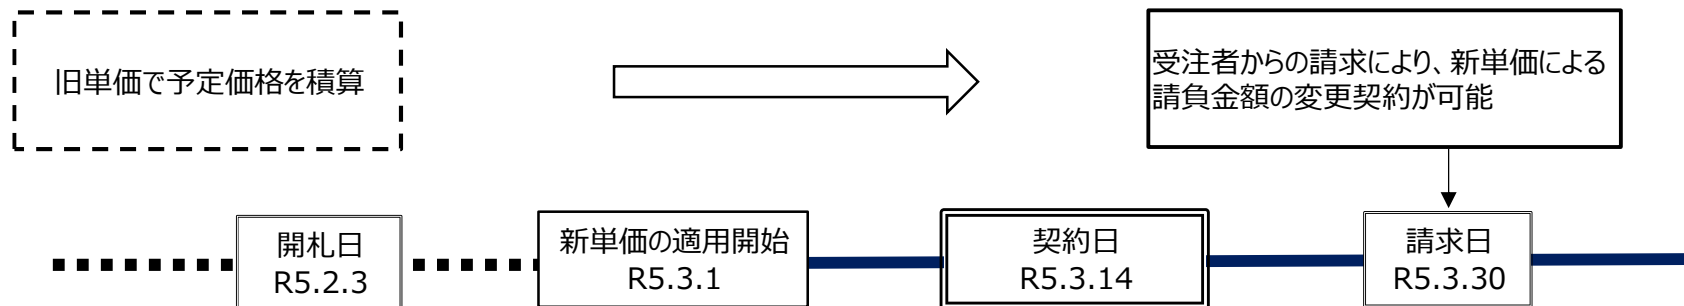 旧単価で予定価格を積算
受注者からの請求により、新単価による
請負金額の変更契約が可能
開札日
R5.2.3
新単価の適用開始
R5.3.1
契約日
R5.3.14
請求日
R5.3.30